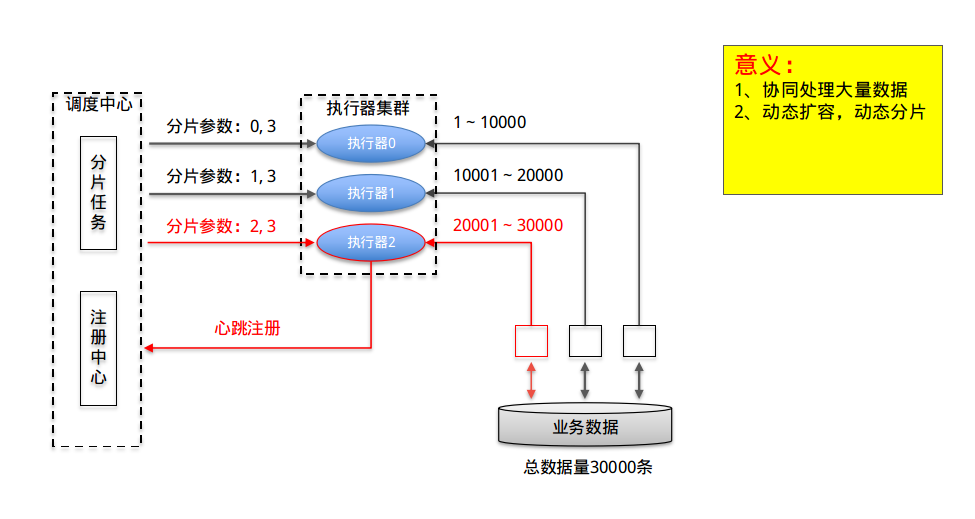 调度中心
分片任务
注册中心
分片参数：0, 3
分片参数：1, 3
分片参数：2, 3
心跳注册
执行器集群
执行器0
执行器1
执行器2
1 ~ 10000
10001 ~ 20000
20001 ~ 30000
业务数据
总数据量30000条
意义：
1、协同处理大量数据
2、动态扩容，动态分片